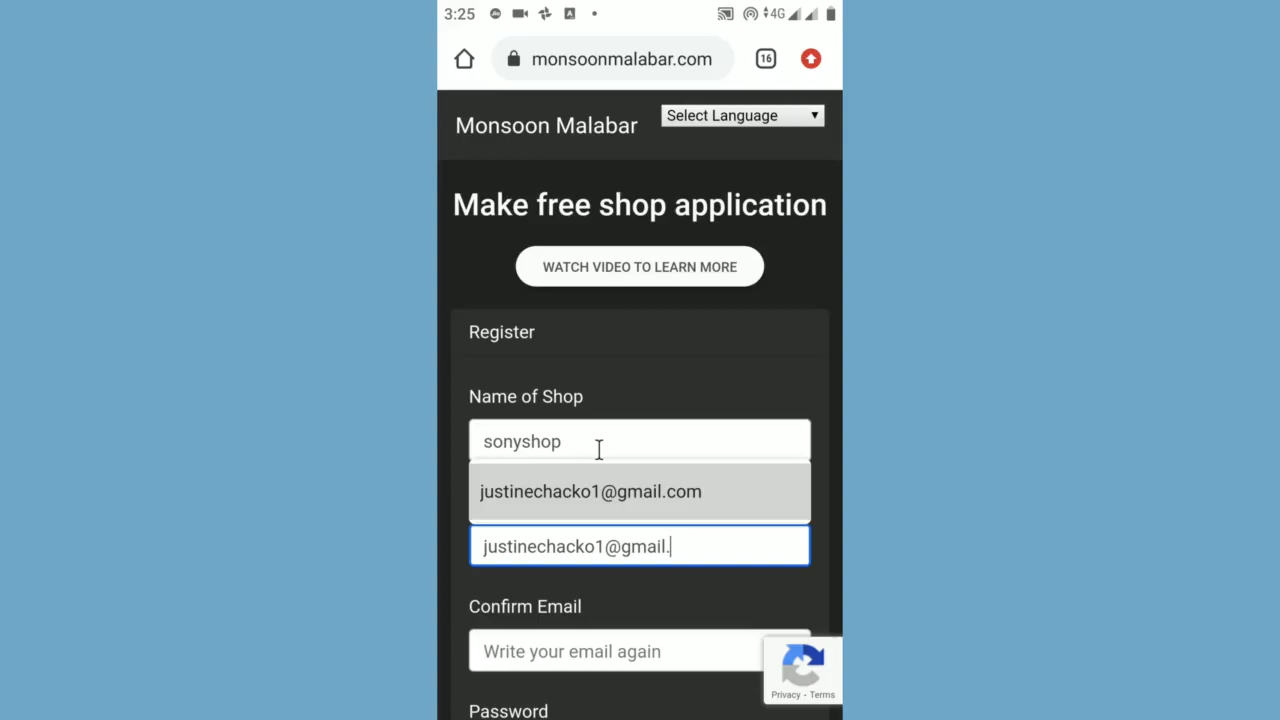 3:25
4G
monsoonmalabar.com
16
Monsoon Malabar
Select Language
Make free shop application
WATCH VIDEO TO LEARN MORE
Register
Name of Shop
sonyshop
justinechacko1@gmail.com
justinechacko1@gmail.
Confirm Email
Write your email again
Privacy - Terms
Password